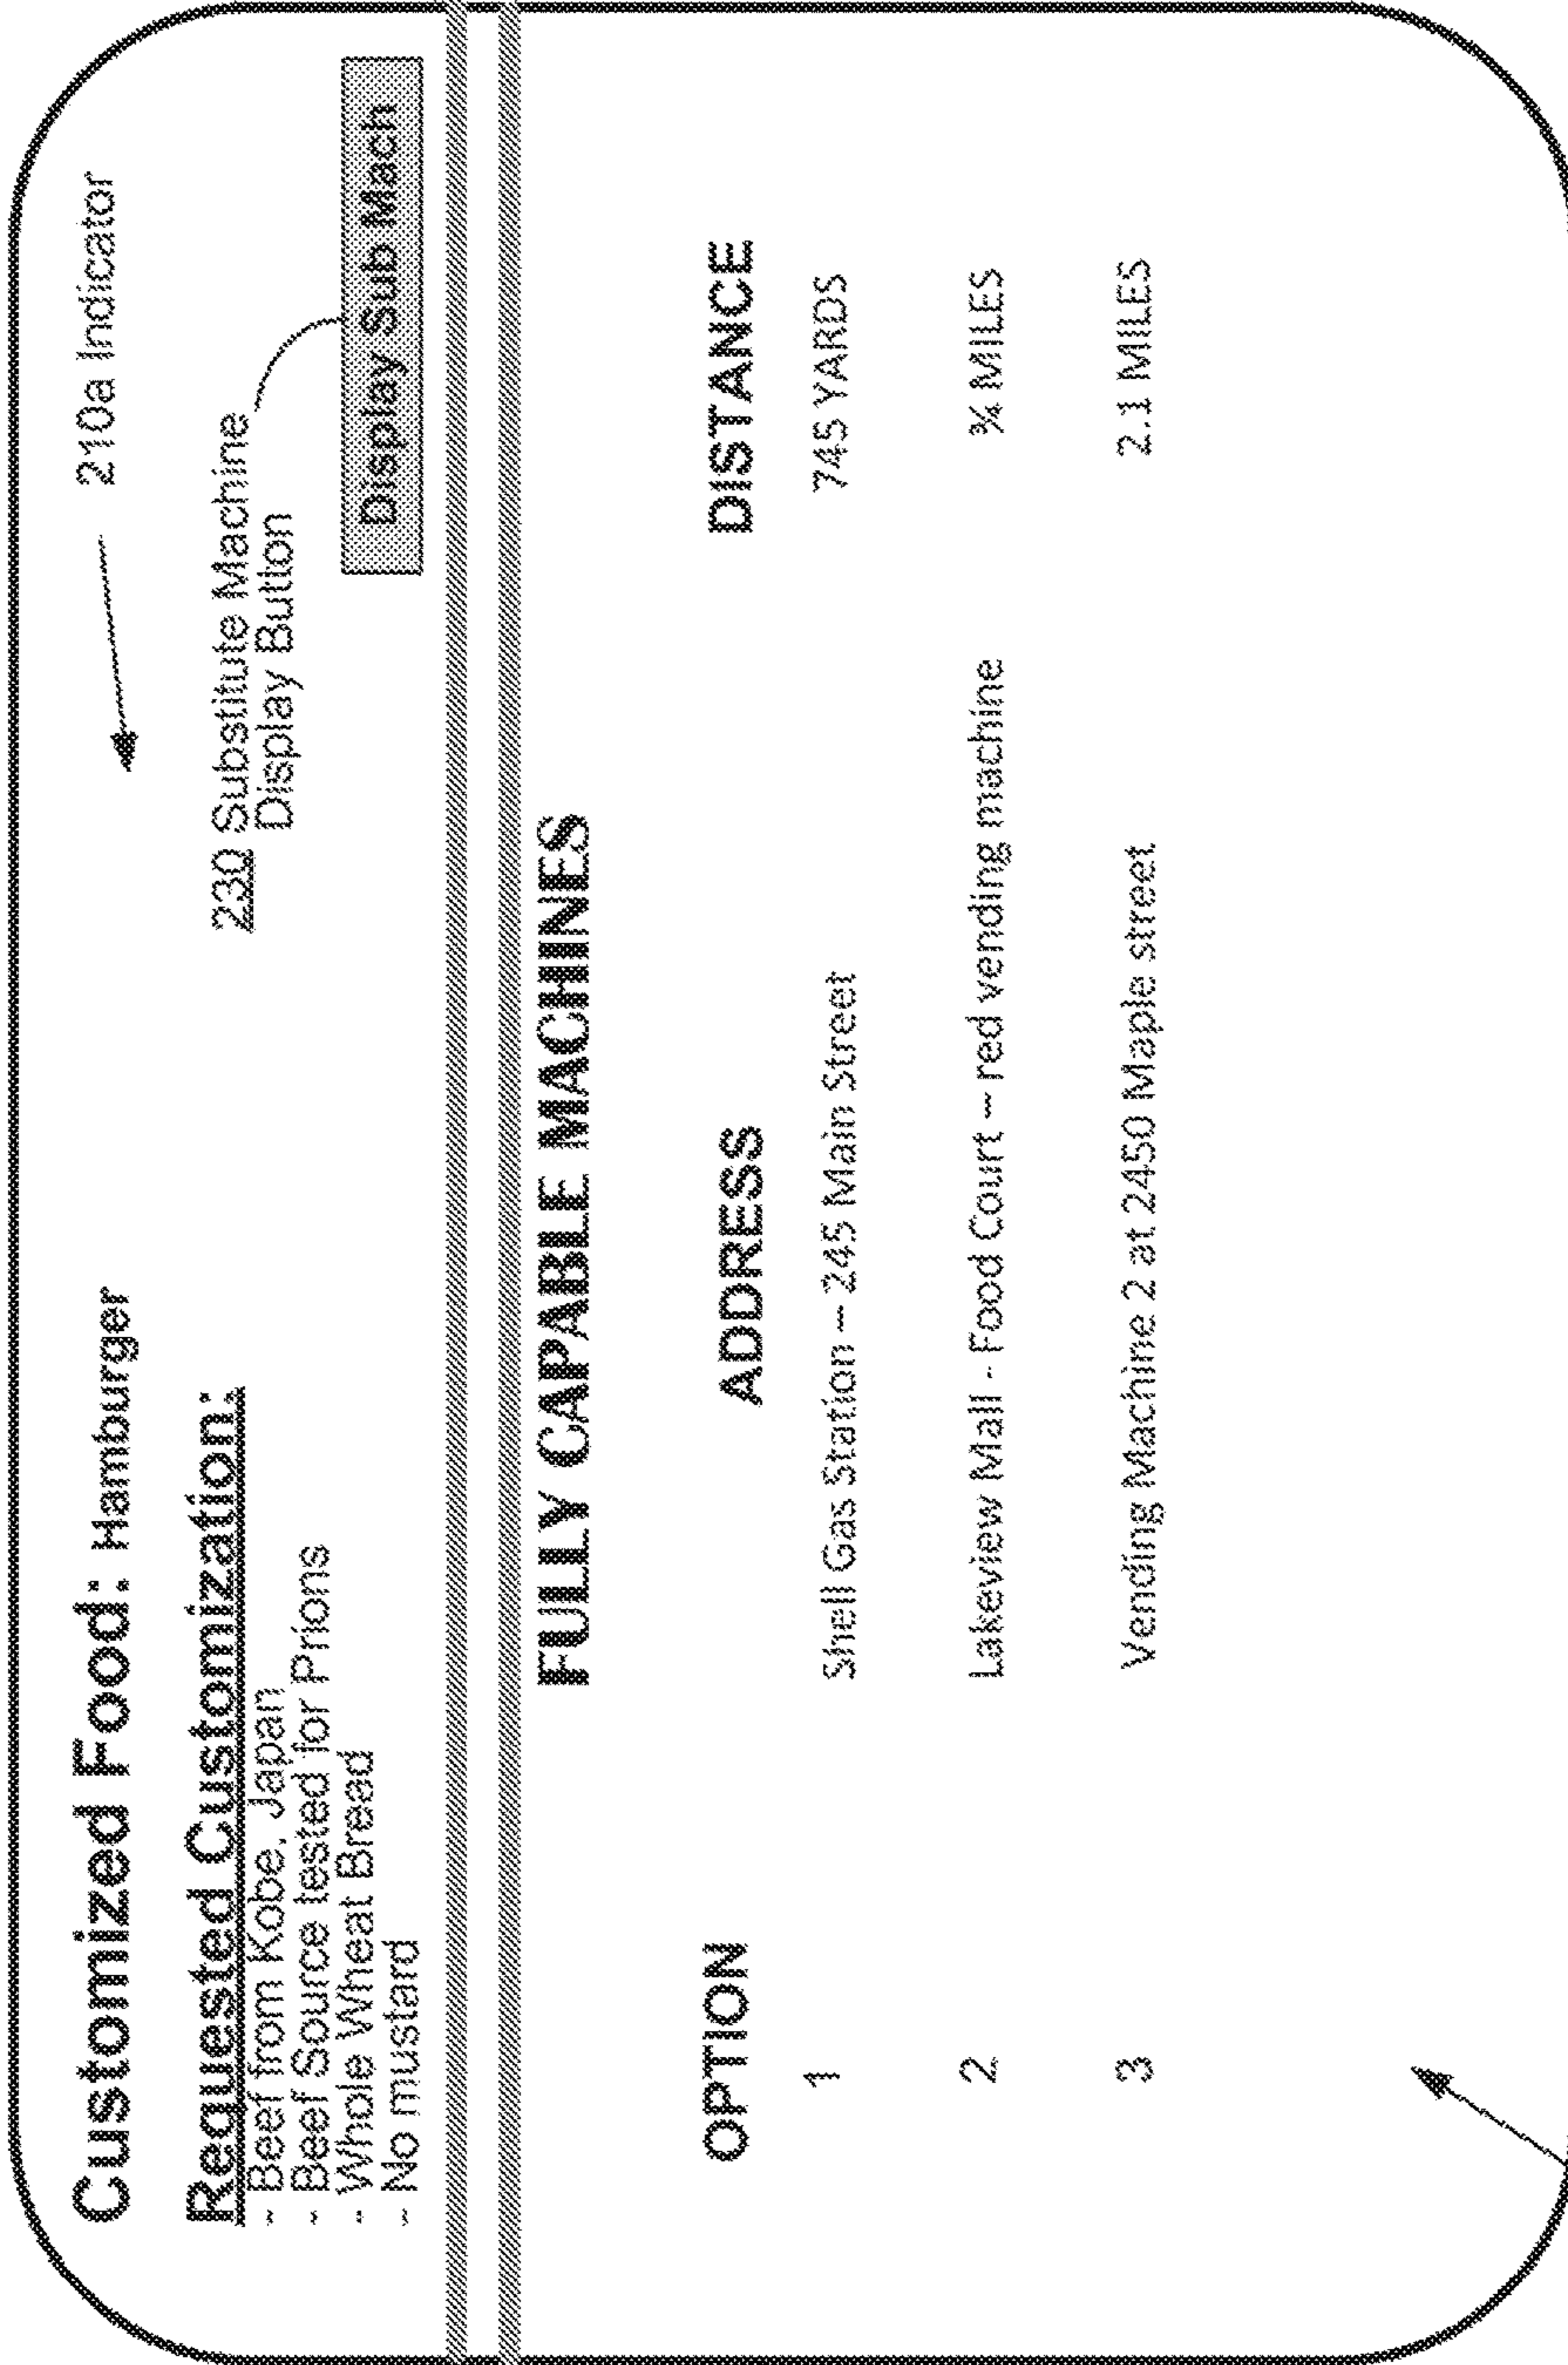 Customized Food: Hamburger
210a Indicator
Requested Customization:
- Beef from Kobe, Japan
- Beef Source tested for Prions
- Whole Wheat Bread
- No mustard
230 Substitute Machine
Display Button
Display Sub Mach
FULLY CAPABLE MACHINES
OPTION ADDRESS DISTANCE
1 Shell Gas Station – 245 Main Street 745 YARDS
2 Lakeview Mall - Food Court – red vending machine ¾ MILES
3 Vending Machine 2 at 2450 Maple street 2.1 MILES